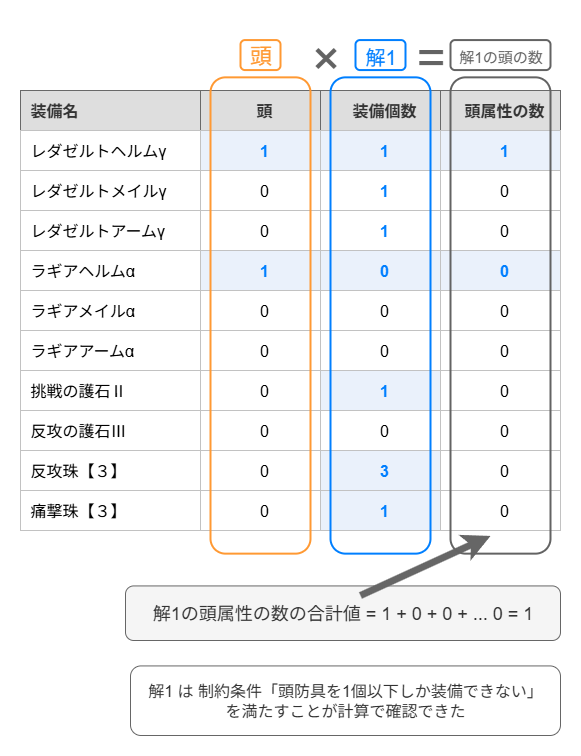 頭 × 解1 = 解1の頭の数
装備名 頭 装備個数 頭属性の数
レダゼルトヘルムγ 1 1 1
レダゼルトメイルγ 0 1 0
レダゼルトアームγ 0 1 0
ラギアヘルムα 1 0 0
ラギアメイルα 0 0 0
ラギアアームα 0 0 0
挑戦の護石Ⅱ 0 1 0
反攻の護石Ⅲ 0 0 0
反攻珠【３】 0 3 0
痛撃珠【３】 0 1 0
解1の頭属性の数の合計値 = 1 + 0 + 0 + ... 0 = 1
解1 は 制約条件「頭防具を1個以下しか装備できない」
を満たすことが計算で確認できた